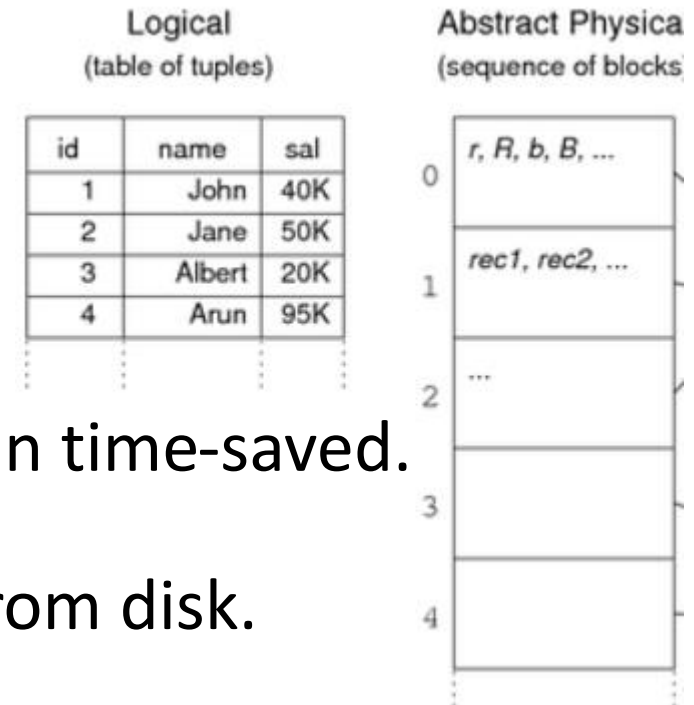 Logical
(table of tuples)
id name sal
1 John 40K
2 Jane 50K
3 Albert 20K
4 Arun 95K
n time-saved.
rom disk.
Abstract Physica
(sequence of blocks)
0 r, R, b, B, ...
1 rec1, rec2, ...
2 ...
3
4